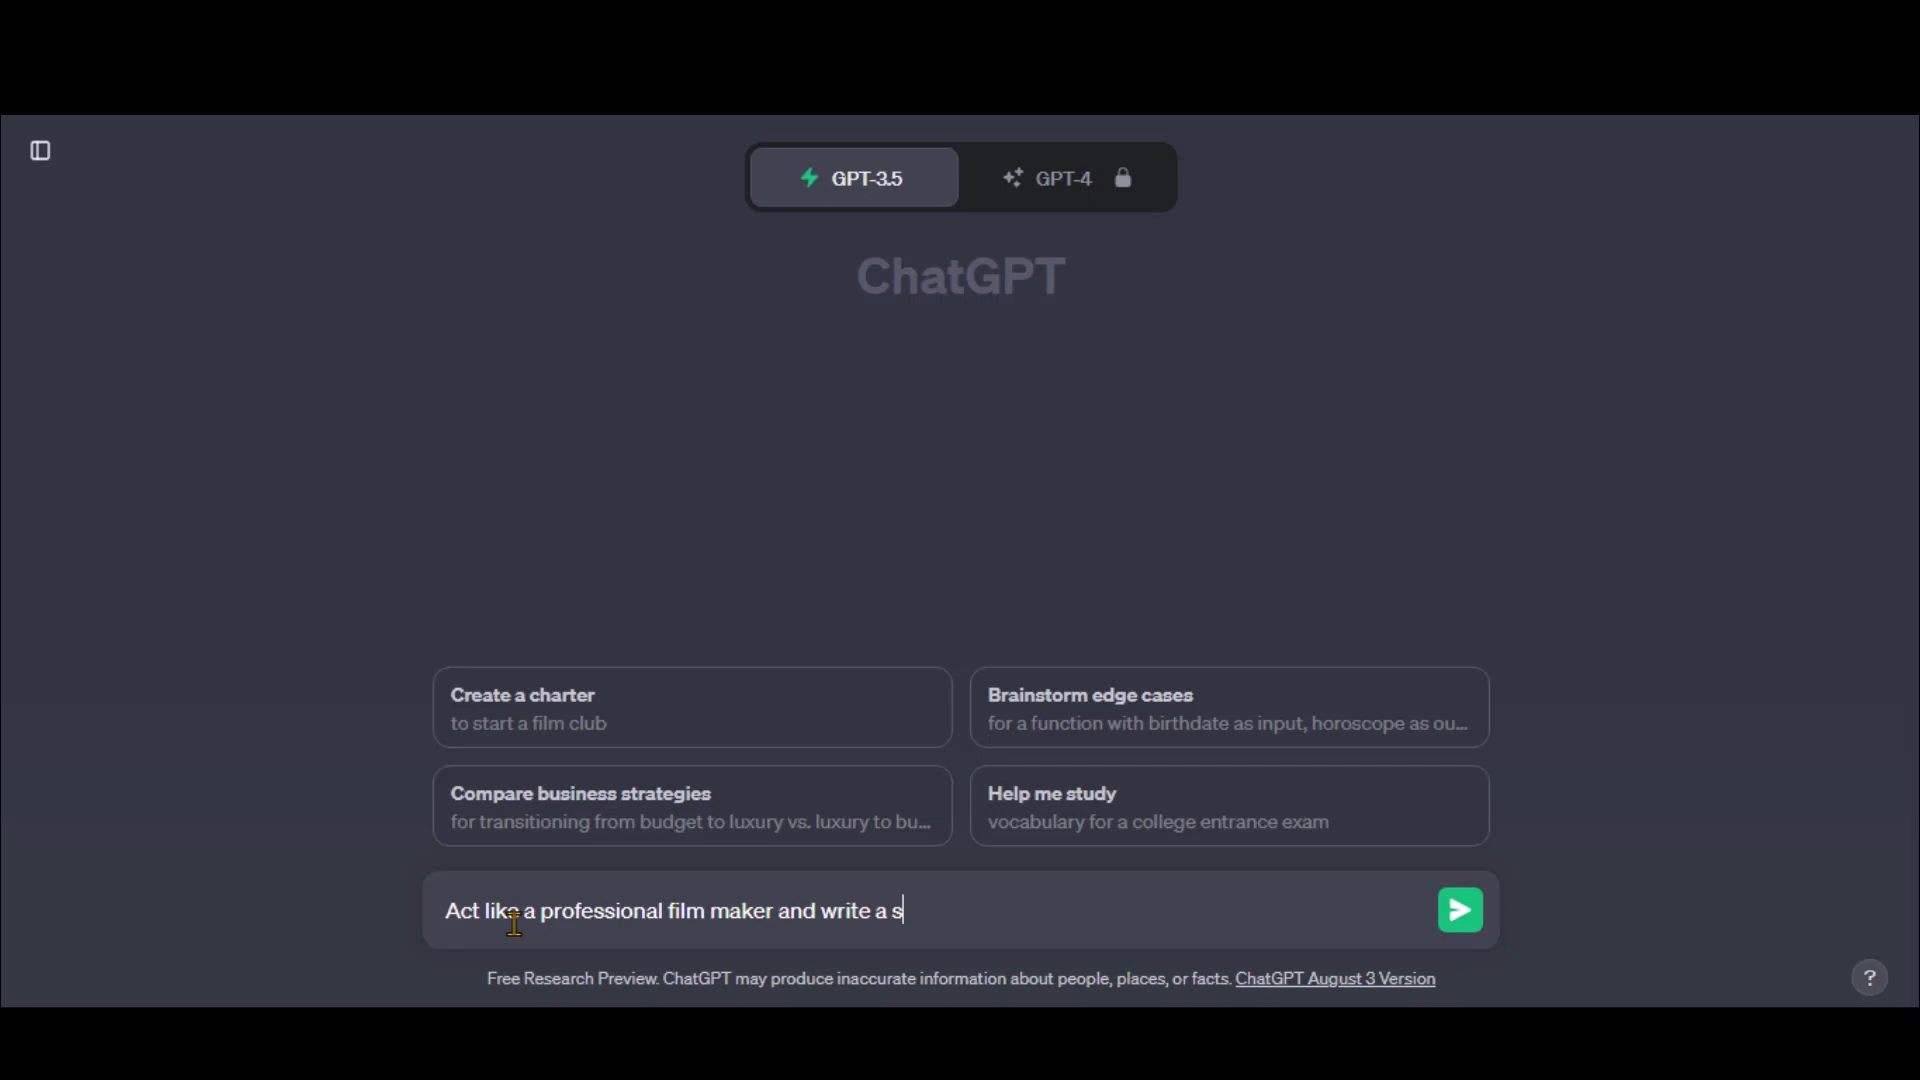 GPT-3.5
GPT-4
ChatGPT
Create a charter
to start a film club
Brainstorm edge cases
for a function with birthdate as input, horoscope as ou...
Compare business strategies
for transitioning from budget to luxury vs. luxury to bu...
Help me study
vocabulary for a college entrance exam
Act like a professional film maker and write a s
Free Research Preview. ChatGPT may produce inaccurate information about people, places, or facts. ChatGPT August 3 Version
?